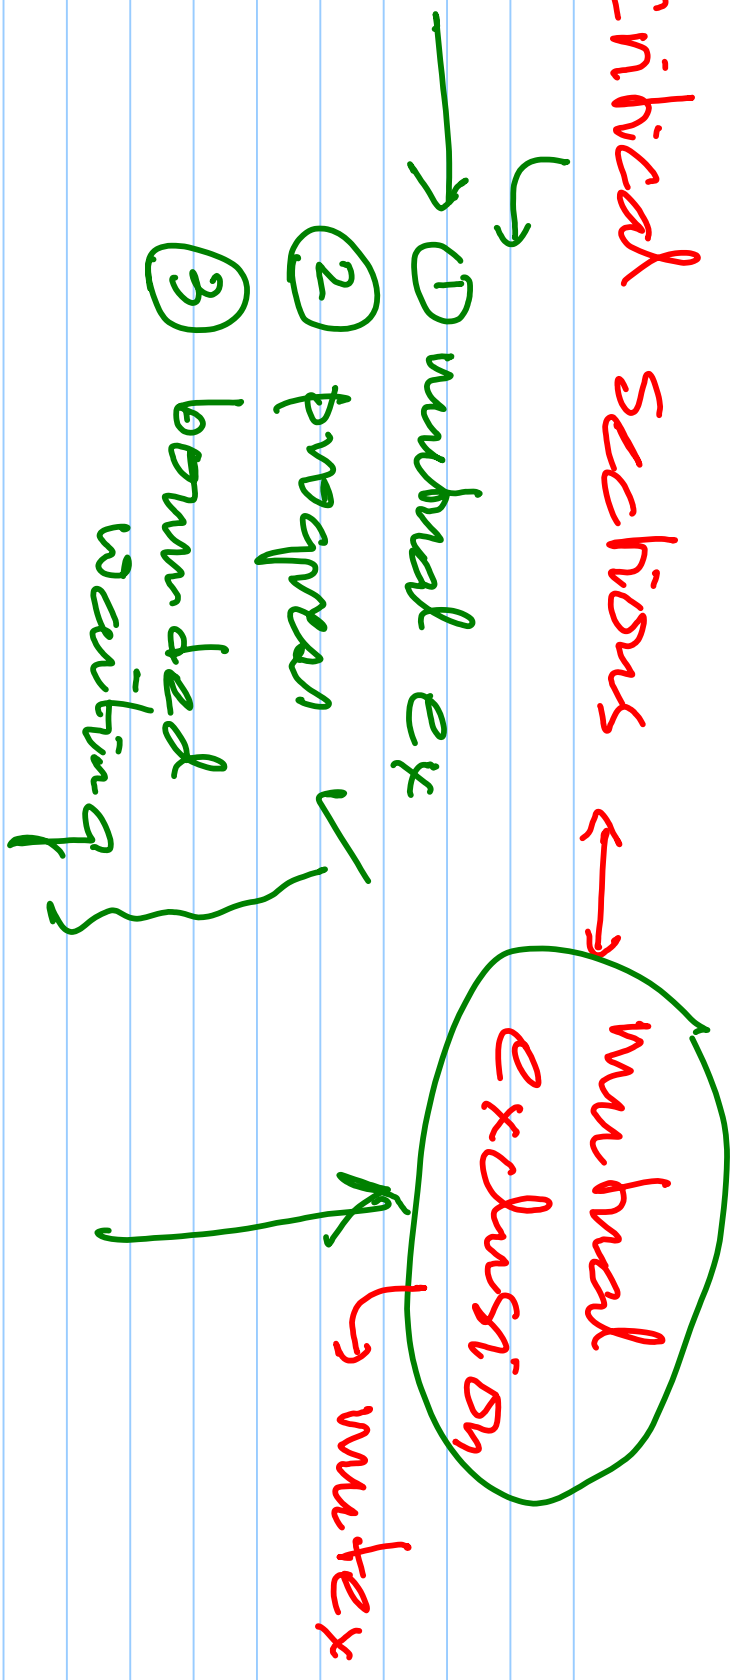 critical sections ↔ mutual
exclusion
① mutual ex
↳ mutex
② progress
③ bounded
waiting